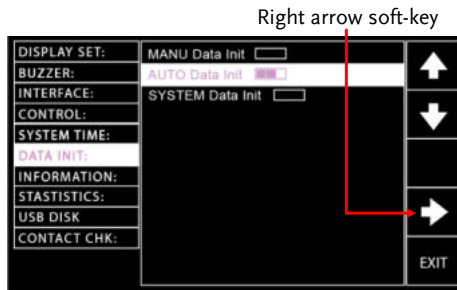 Right arrow soft-key
DISPLAY SET:
BUZZER:
INTERFACE:
CONTROL:
SYSTEM TIME:
DATA INIT:
INFORMATION:
STASTISTICS:
USB DISK
CONTACT CHK:
MANU Data Init
AUTO Data Init
SYSTEM Data Init
EXIT